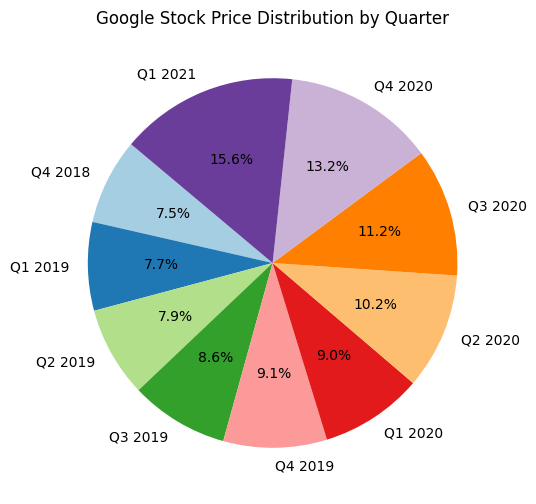 Google Stock Price Distribution by Quarter
Q1 2021
15.6%
Q4 2020
13.2%
Q4 2018
7.5%
Q3 2020
11.2%
Q1 2019
7.7%
Q2 2020
10.2%
Q2 2019
7.9%
Q3 2019
8.6%
Q4 2019
9.1%
Q1 2020
9.0%